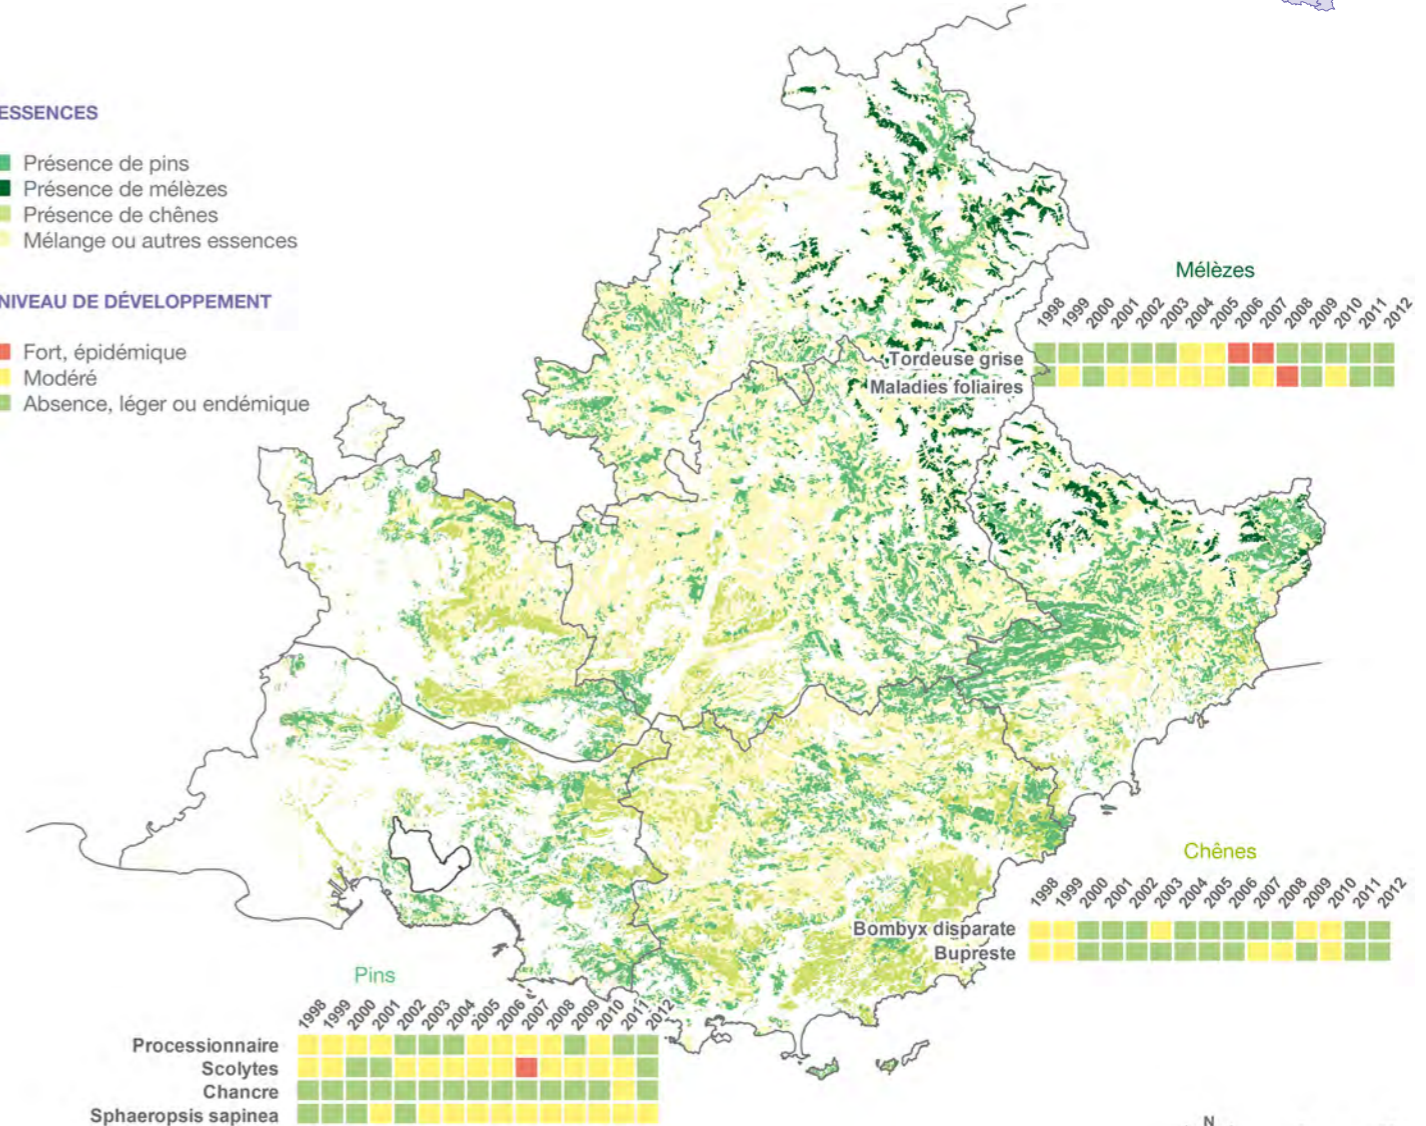 ESSENCES
Présence de pins
Présence de mélèzes
Présence de chênes
Mélange ou autres essences
NIVEAU DE DÉVELOPPEMENT
Fort, épidémique
Modéré
Absence, léger ou endémique
Mélèzes
1998 1999 2000 2001 2002 2003 2004 2005 2006 2007 2008 2009 2010 2011 2012
Tordeuse grise
Maladies foliaires
Chênes
1998 1999 2000 2001 2002 2003 2004 2005 2006 2007 2008 2009 2010 2011 2012
Bombyx disparate
Bupreste
Pins
1998 1999 2000 2001 2002 2003 2004 2005 2006 2007 2008 2009 2010 2011 2012
Processionnaire
Scolytes
Chancre
Sphaeropsis sapinea
N